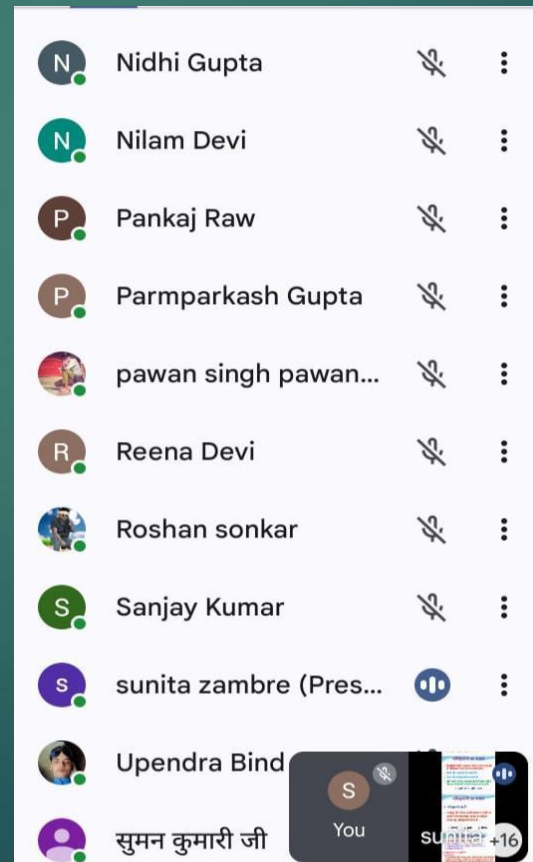 N Nidhi Gupta
N Nilam Devi
P Pankaj Raw
P Parmparkash Gupta
pawan singh pawan...
R Reena Devi
Roshan sonkar
S Sanjay Kumar
s sunita zambre (Pres...
Upendra Bind
S
You
+16
सुमन कुमारी जी